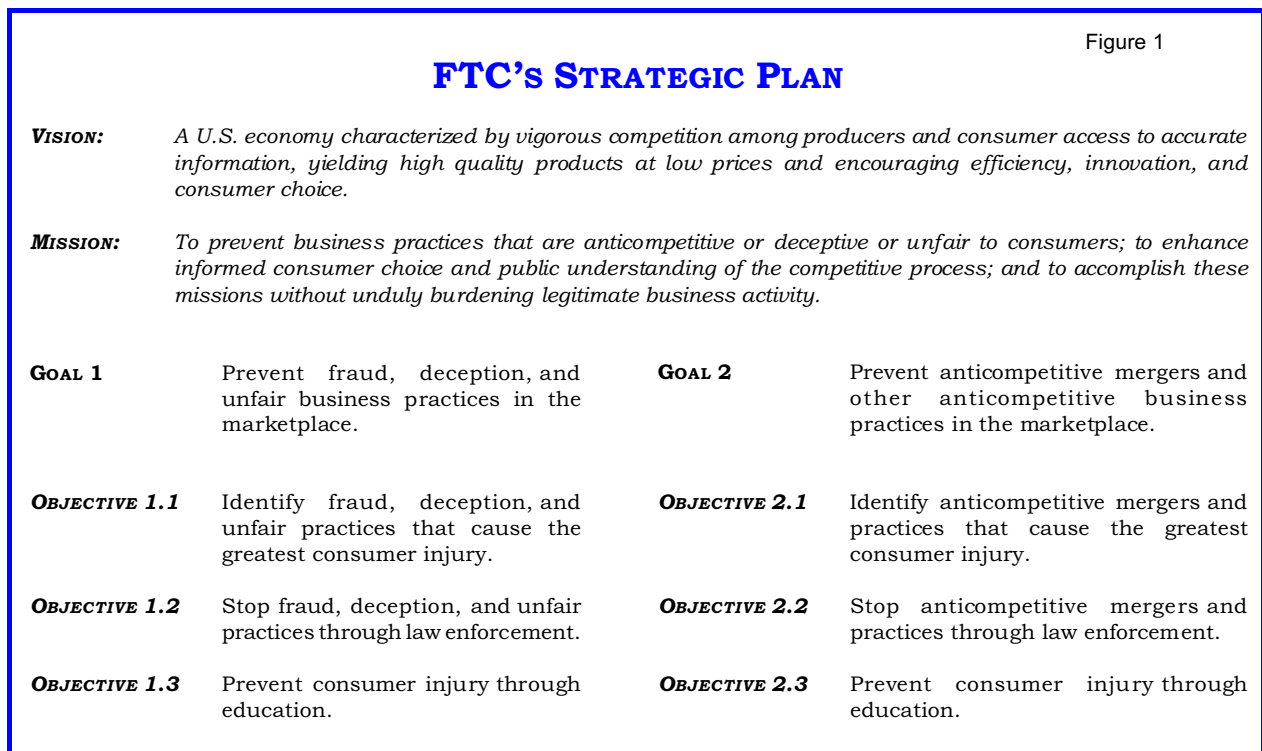 Figure 1
FTC'S STRATEGIC PLAN
VISION: A U.S. economy characterized by vigorous competition among producers and consumer access to accurate
information, yielding high quality products at low prices and encouraging efficiency, innovation, and
consumer choice.
MISSION: To prevent business practices that are anticompetitive or deceptive or unfair to consumers; to enhance
informed consumer choice and public understanding of the competitive process; and to accomplish these
missions without unduly burdening legitimate business activity.
GOAL 1 Prevent fraud, deception, and
unfair business practices in the
marketplace.
GOAL 2 Prevent anticompetitive mergers and
other anticompetitive business
practices in the marketplace.
OBJECTIVE 1.1 Identify fraud, deception, and
unfair practices that cause the
greatest consumer injury.
OBJECTIVE 2.1 Identify anticompetitive mergers and
practices that cause the greatest
consumer injury.
OBJECTIVE 1.2 Stop fraud, deception, and unfair
practices through law enforcement.
OBJECTIVE 2.2 Stop anticompetitive mergers and
practices through law enforcement.
OBJECTIVE 1.3 Prevent consumer injury through
education.
OBJECTIVE 2.3 Prevent consumer injury through
education.